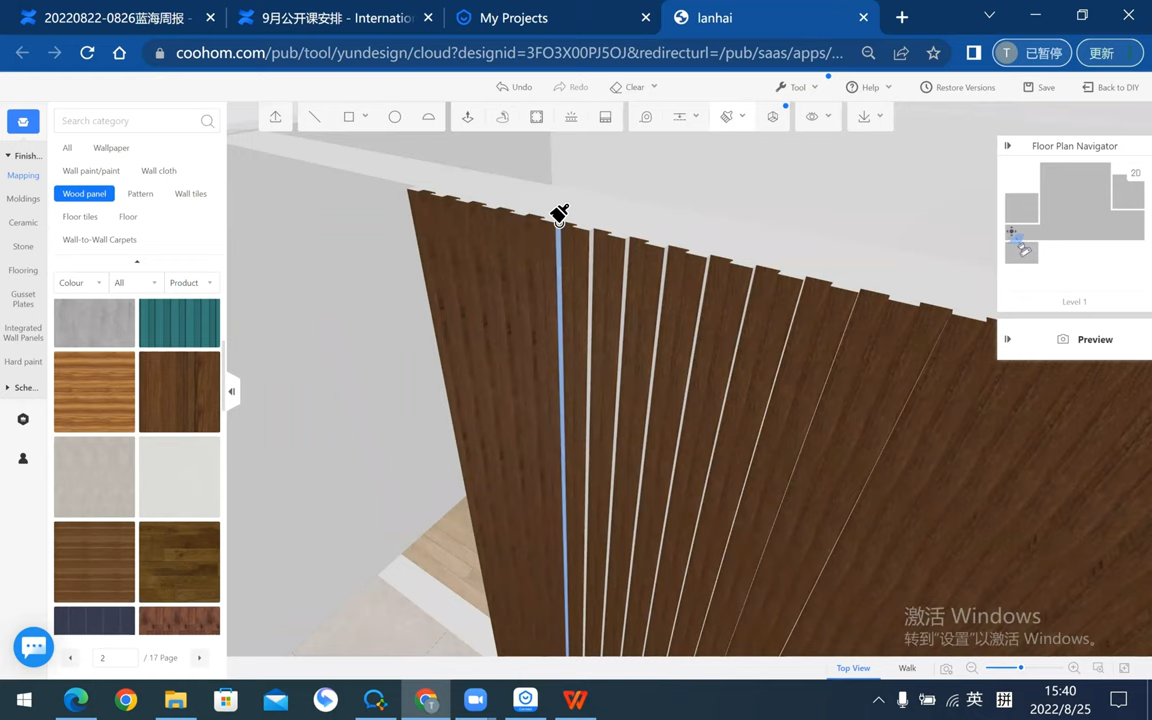 20220822-0826蓝海周报 -
9月公开课安排 - Internatio
My Projects
lanhai
coohom.com/pub/tool/yundesign/cloud?designid=3FO3X00PJ5OJ&redirecturl=/pub/saas/apps/...
T 已暂停
更新
Undo
Redo
Clear
Tool
Help
Restore Versions
Save
Back to DIY
Search category
Finish...
Mapping
Moldings
Ceramic
Stone
Flooring
Gusset
Plates
Integrated
Wall Panels
Hard paint
Sche...
All
Wallpaper
Wall paint/paint
Wall cloth
Wood panel
Pattern
Wall tiles
Floor tiles
Floor
Wall-to-Wall Carpets
Colour
All
Product
2
/ 17 Page
Floor Plan Navigator
2D
Level 1
Preview
激活 Windows
转到"设置"以激活 Windows。
Top View
Walk
英
拼
15:40
2022/8/25